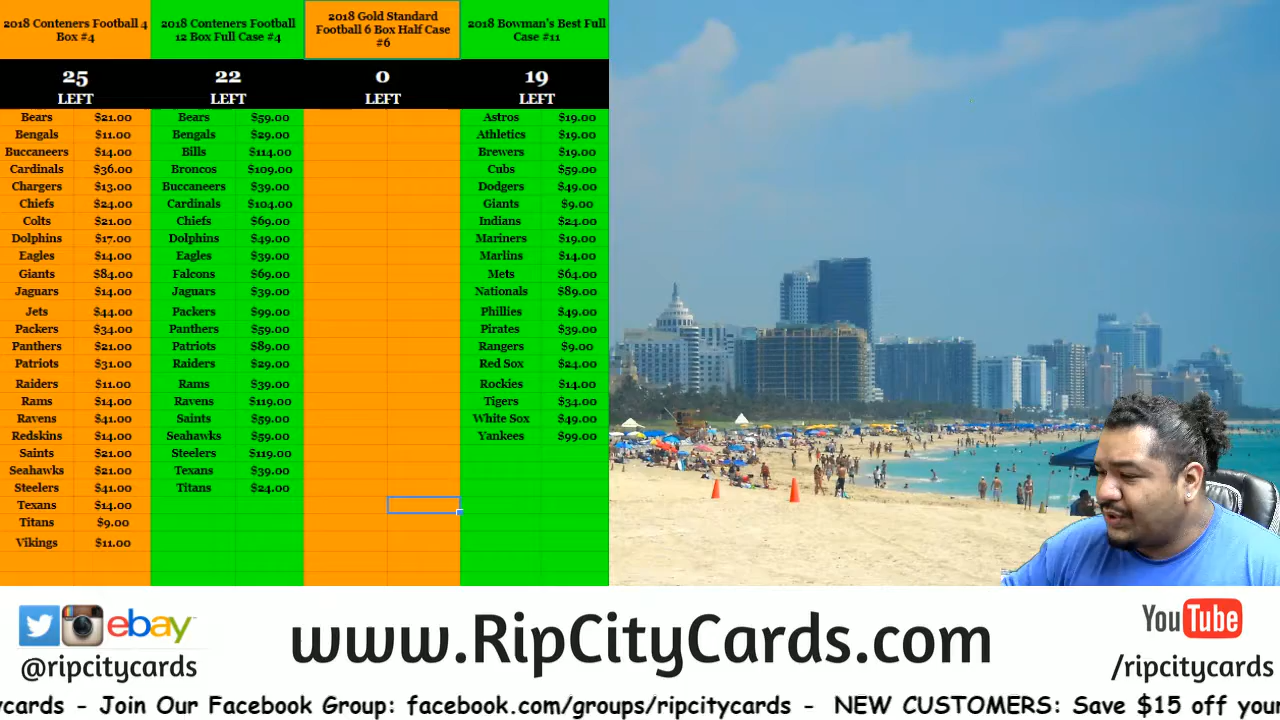 2018 Conteners Football 4
Box #4
25
LEFT
Bears $21.00
Bengals $11.00
Buccaneers $14.00
Cardinals $36.00
Chargers $13.00
Chiefs $24.00
Colts $21.00
Dolphins $17.00
Eagles $14.00
Giants $84.00
Jaguars $14.00
Jets $44.00
Packers $34.00
Panthers $21.00
Patriots $31.00
Raiders $11.00
Rams $14.00
Ravens $41.00
Redskins $14.00
Saints $21.00
Seahawks $21.00
Steelers $41.00
Texans $14.00
Titans $9.00
Vikings $11.00
2018 Conteners Football
12 Box Full Case #4
22
LEFT
Bears $59.00
Bengals $29.00
Bills $114.00
Broncos $109.00
Buccaneers $39.00
Cardinals $104.00
Chiefs $69.00
Dolphins $49.00
Eagles $39.00
Falcons $69.00
Jaguars $39.00
Packers $99.00
Panthers $59.00
Patriots $89.00
Raiders $29.00
Rams $39.00
Ravens $119.00
Saints $59.00
Seahawks $59.00
Steelers $119.00
Texans $39.00
Titans $24.00
2018 Gold Standard
Football 6 Box Half Case
#6
0
LEFT
2018 Bowman's Best Full
Case #11
19
LEFT
Astros $19.00
Athletics $19.00
Brewers $19.00
Cubs $59.00
Dodgers $49.00
Giants $9.00
Indians $24.00
Mariners $19.00
Marlins $14.00
Mets $64.00
Nationals $89.00
Phillies $49.00
Pirates $39.00
Rangers $9.00
Red Sox $24.00
Rockies $14.00
Tigers $34.00
White Sox $49.00
Yankees $99.00
ebay
@ripcitycards
www.RipCityCards.com
YouTube
/ripcitycards
ycards - Join Our Facebook Group: facebook.com/groups/ripcitycards - NEW CUSTOMERS: Save $15 off your